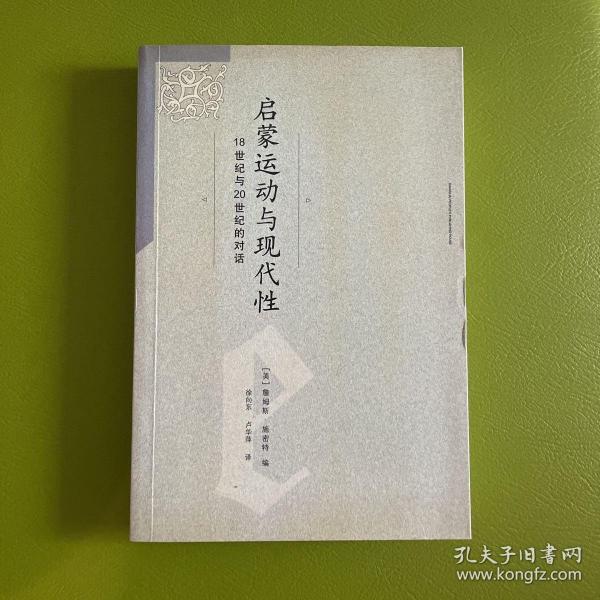 启蒙运动与现代性
18世纪与20世纪的对话
[美] 詹姆斯·施密特 编
徐向东 卢华萍 译
孔夫子旧书网
www.kongfz.com